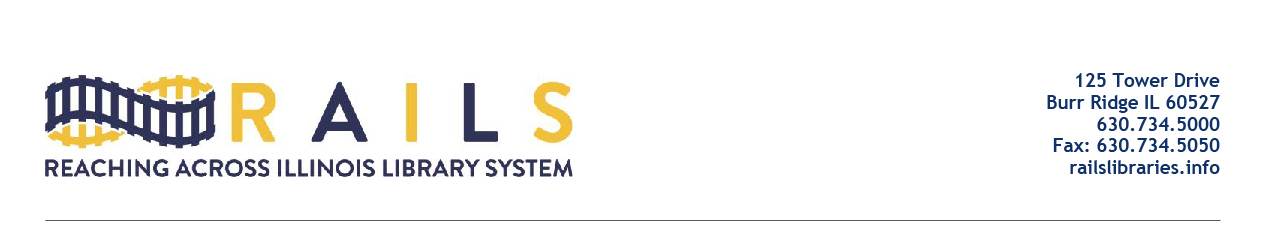 RAILS
REACHING ACROSS ILLINOIS LIBRARY SYSTEM
125 Tower Drive
Burr Ridge IL 60527
630.734.5000
Fax: 630.734.5050
railslibraries.info